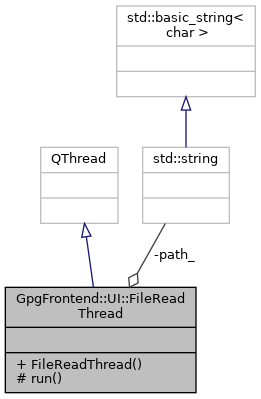 std::basic_string<
char >
QThread
std::string
-path_
GpgFrontend::UI::FileRead
Thread
+ FileReadThread()
# run()